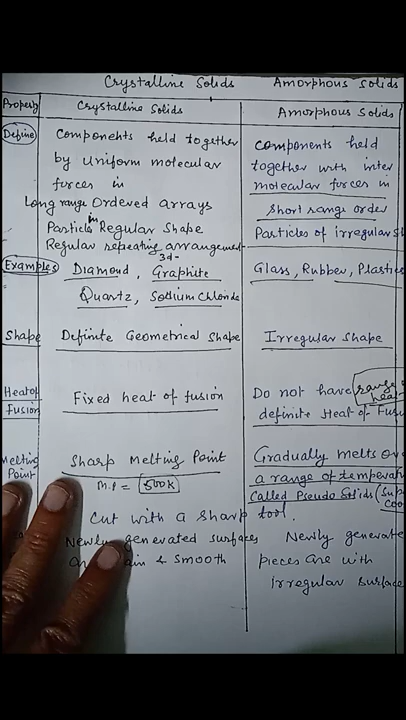 Crystalline Solids Amorphous Solids
Property Crystalline Solids Amorphous Solids
Define Components held together
by Uniform molecular
forces in
Long range Ordered arrays
in
Particles Regular Shape
Regular repeating arrangement
3d-
Components held
together with inter
molecular forces in
short range order
Particles of irregular
Examples Diamond, Graphite
Quartz, Sodium Chloride
Glass, Rubber, Plastics
Shape Definite Geometrical Shape Irregular Shape
Heat of
Fusion
Fixed heat of fusion
Do not have range
heat
definite Heat of
Melting
Point
Sharp Melting Point
M.P = 500K
Gradually melts
a range of
called Pseudo Solids (
Cut with a Sharp tool.
Newly generated surfaces
& smooth
Newly
pieces are with
irregular